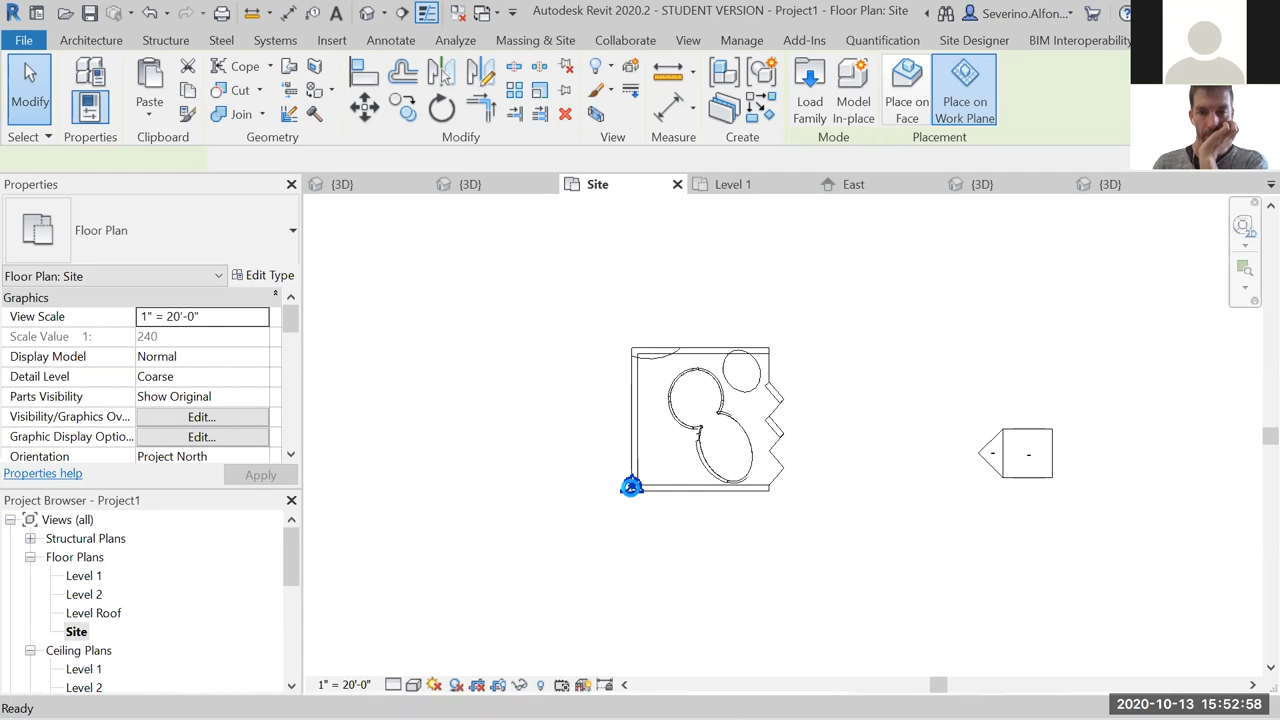 Autodesk Revit 2020.2 - STUDENT VERSION - Project1 - Floor Plan: Site
Severino.Alfon...
File
Architecture
Structure
Steel
Systems
Insert
Annotate
Analyze
Massing & Site
Collaborate
View
Manage
Add-Ins
Quantification
Site Designer
BIM Interoperability
Modify
Paste
Cope
Cut
Join
Load
Family
Model
In-place
Place on
Face
Place on
Work Plane
Select
Properties
Clipboard
Geometry
Modify
View
Measure
Create
Mode
Placement
Properties
{3D}
{3D}
Site
Level 1
East
{3D}
{3D}
Floor Plan
Floor Plan: Site
Edit Type
Graphics
View Scale
1" = 20'-0"
Scale Value 1:
240
Display Model
Normal
Detail Level
Coarse
Parts Visibility
Show Original
Visibility/Graphics Ov...
Edit...
Graphic Display Optio...
Edit...
Orientation
Project North
Properties help
Apply
Project Browser - Project1
Views (all)
Structural Plans
Floor Plans
Level 1
Level 2
Level Roof
Site
Ceiling Plans
Level 1
Level 2
2D
1" = 20'-0"
Ready
2020-10-13 15:52:58